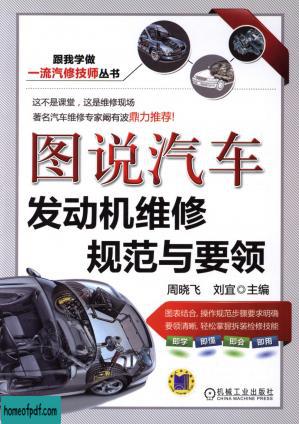 跟我学做
一流汽修技师丛书
这不是课堂，这是维修现场
著名汽车维修专家阚有波鼎力推荐！
图说汽车
发动机维修
规范与要领
周晓飞 刘宜 主编
图表结合，操作规范步骤要求明确
要领清晰，轻松掌握拆装检修技能
即学 即懂 即会 即用
机械工业出版社
CHINA MACHINE PRESS
homeofpdf.com